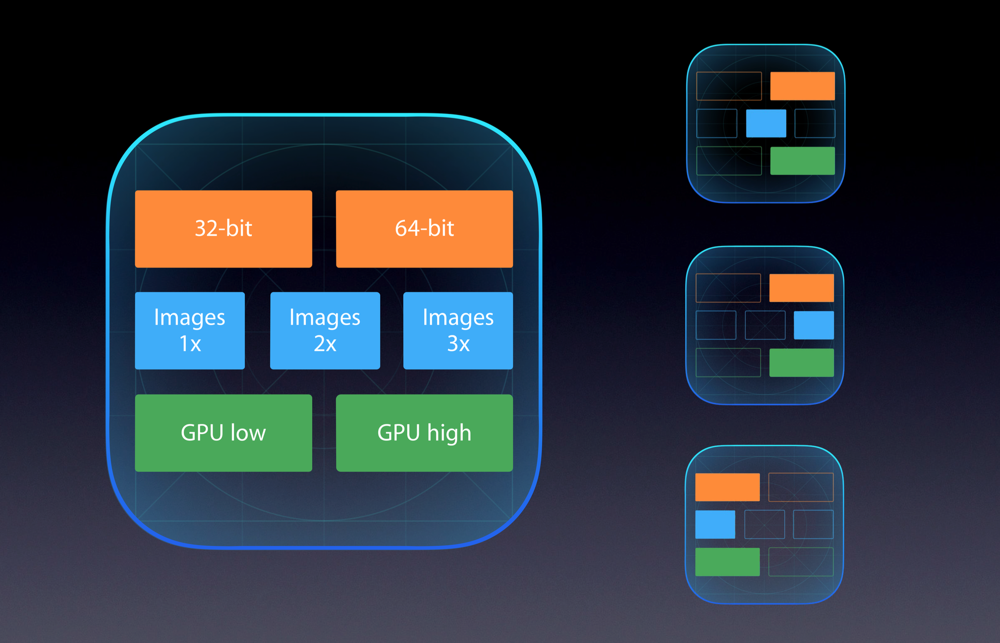 32-bit
64-bit
Images
1x
Images
2x
Images
3x
GPU low
GPU high